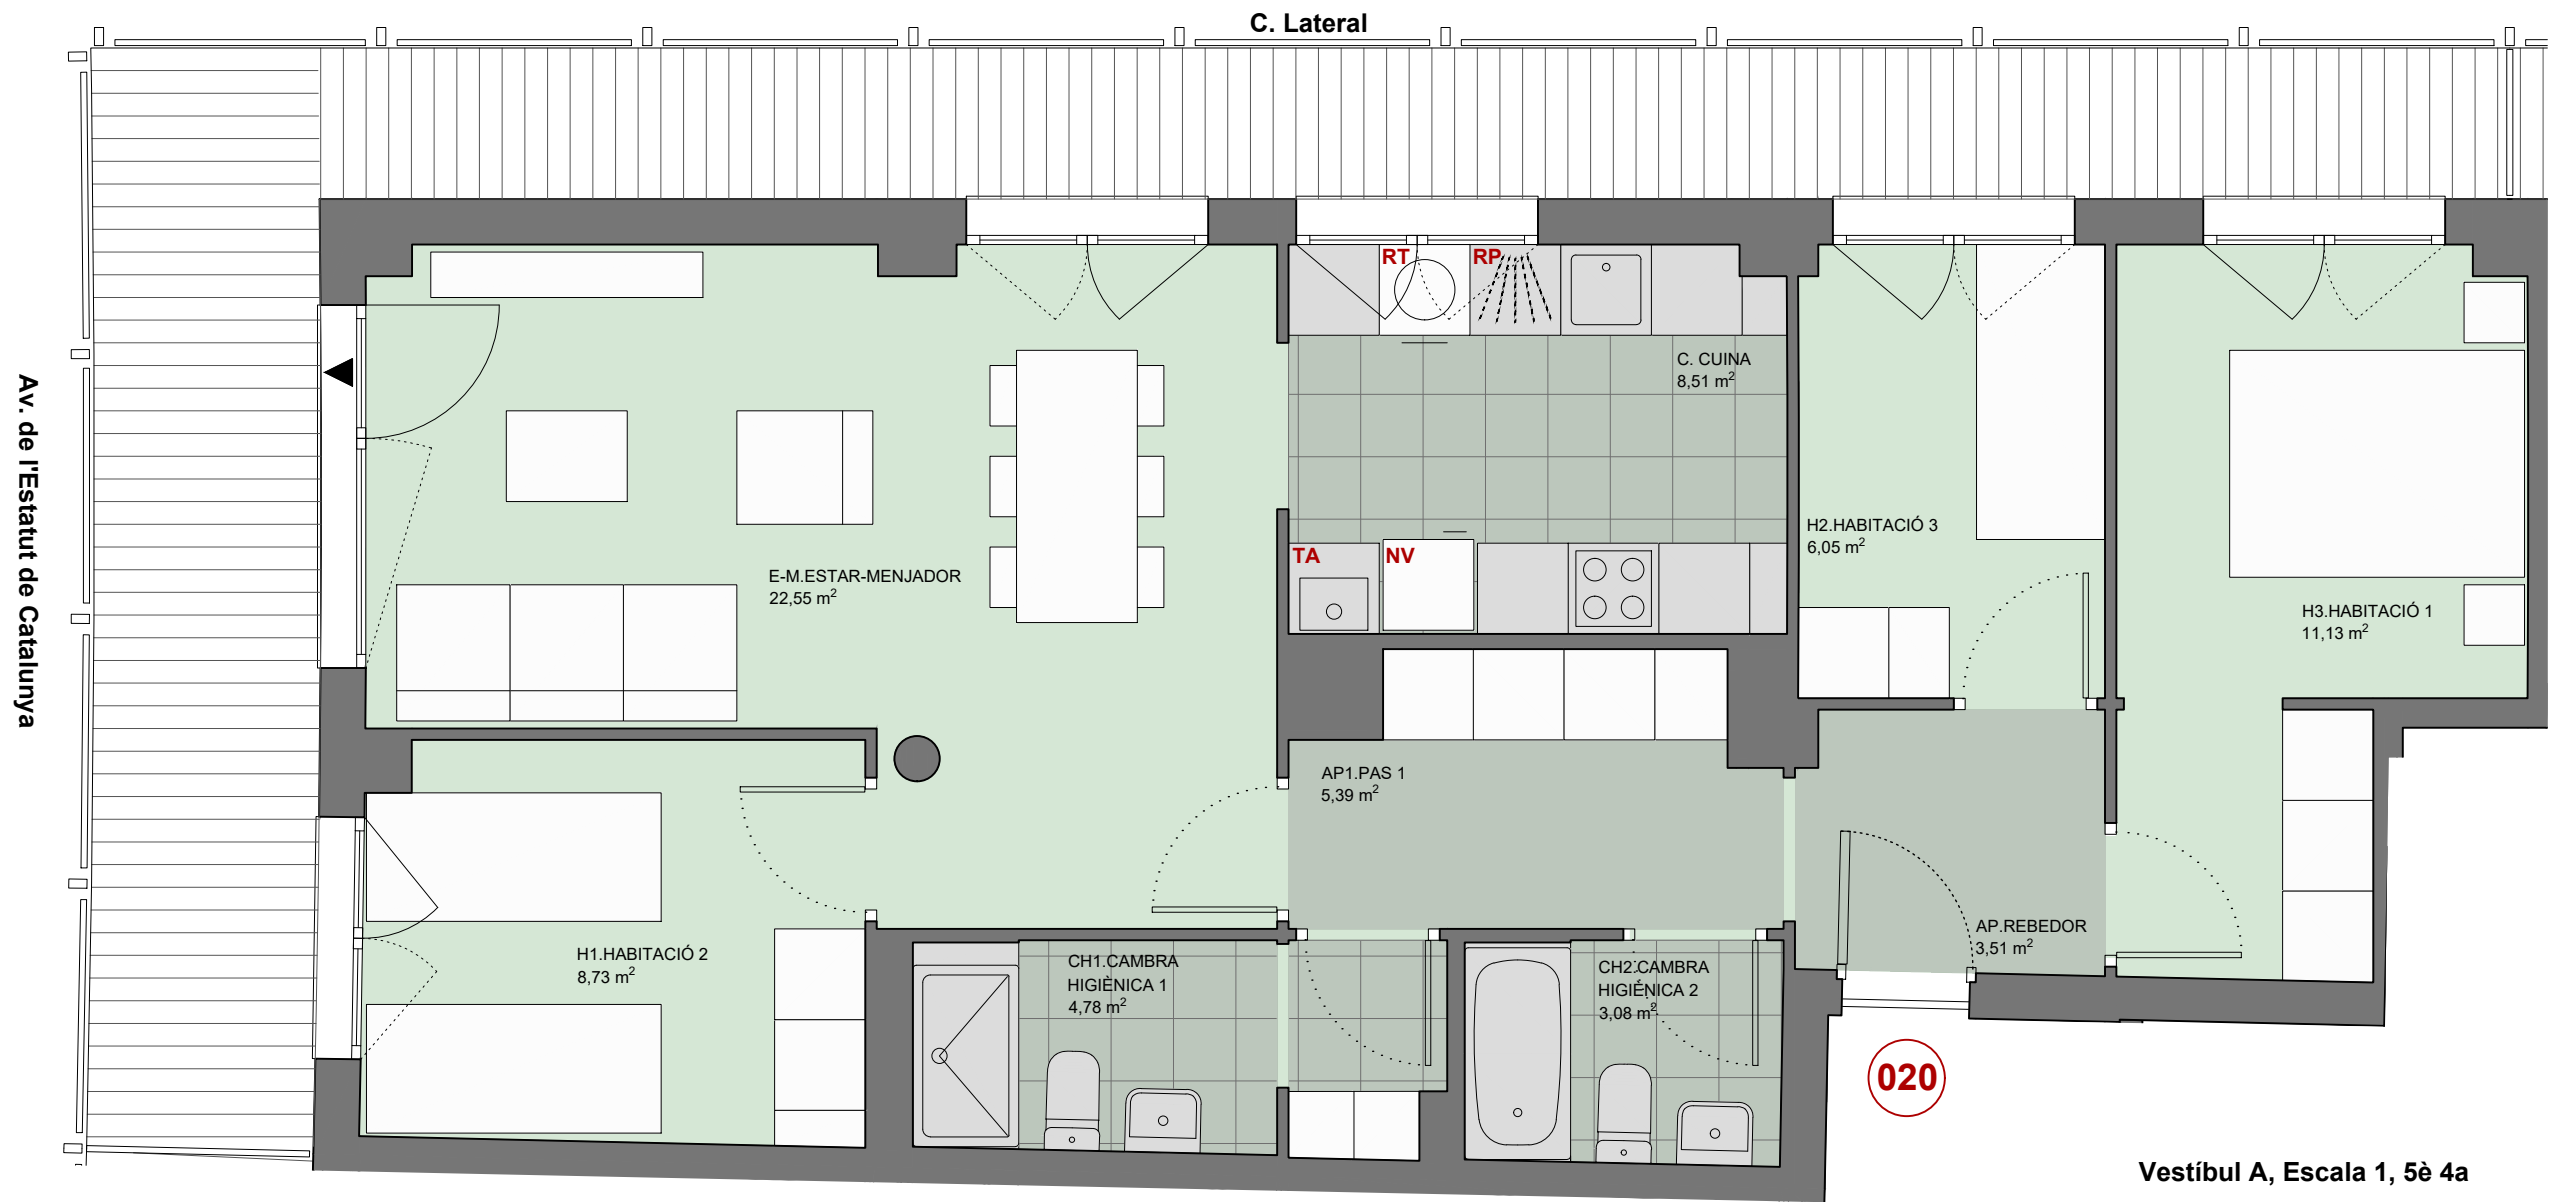 C. Lateral
RT
RP
C. CUINA
8,51 m²
Av. de l'Estatut de Catalunya
H2.HABITACIÓ 3
6,05 m²
TA
NV
E-M.ESTAR-MENJADOR
22,55 m²
H3.HABITACIÓ 1
11,13 m²
AP1.PAS 1
5,39 m²
AP.REBEDOR
3,51 m²
H1.HABITACIÓ 2
8,73 m²
CH1.CAMBRA
HIGIÈNICA 1
4,78 m²
CH2.CAMBRA
HIGIÉNICA 2
3,08 m²
020
Vestíbul A, Escala 1, 5è 4a